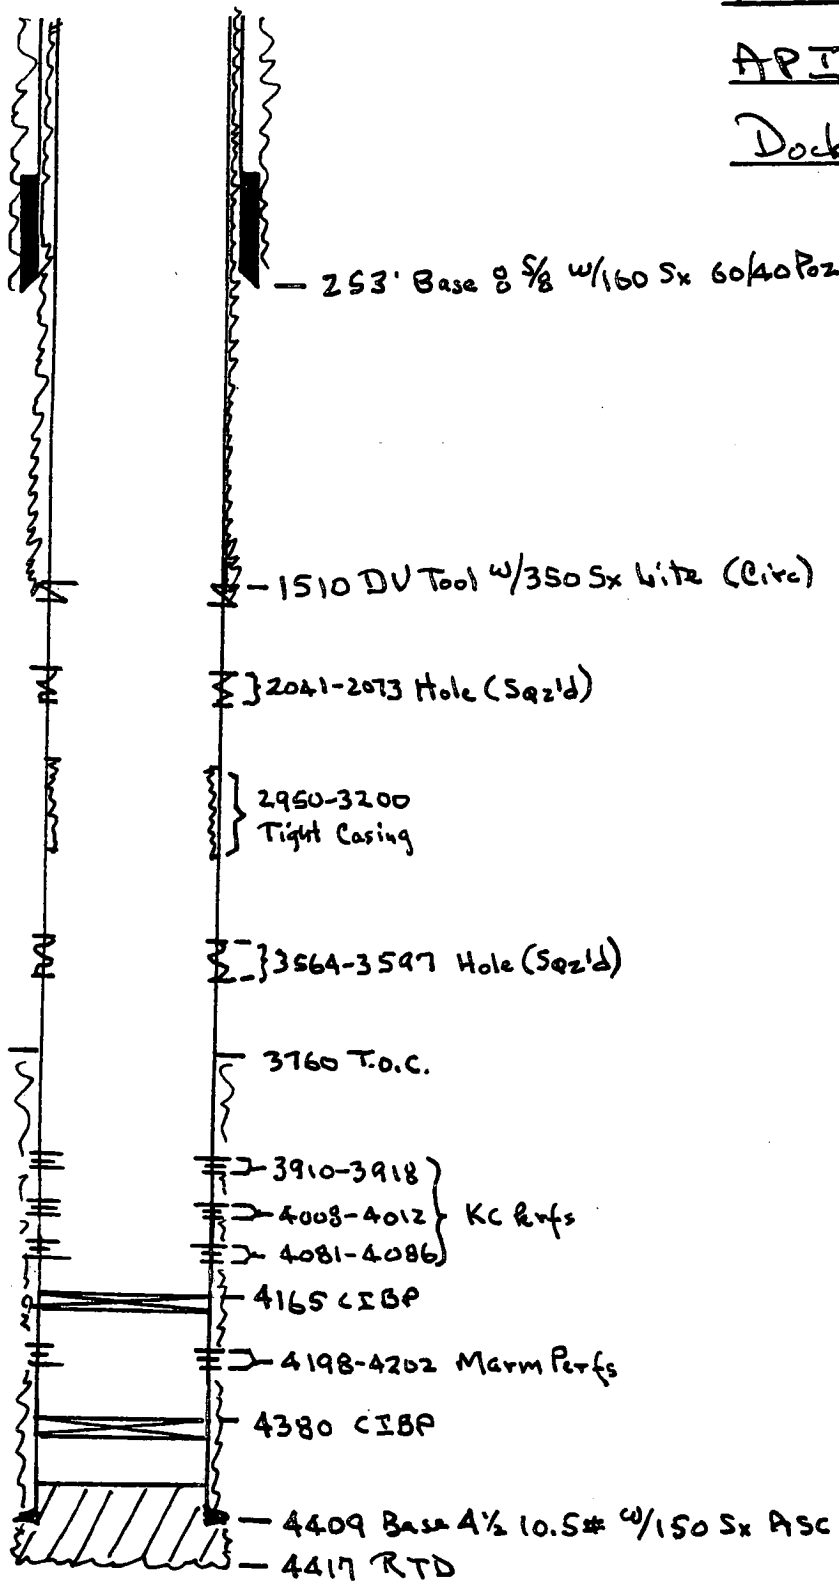 API
Dock
253' Base 8 5/8 w/160 Sx 60/40 Poz
1510 DV Tool w/350 Sx Lite (Circ)
2041-2073 Hole (Sqz'd)
2950-3200
Tight Casing
3564-3597 Hole (Sqz'd)
3760 T.O.C.
3910-3918
4008-4012 KC Perfs
4081-4086
4165 CIBP
4198-4202 Marm Perfs
4380 CIBP
4409 Base 4½ 10.5# w/150 Sx ASC
4417 RTD